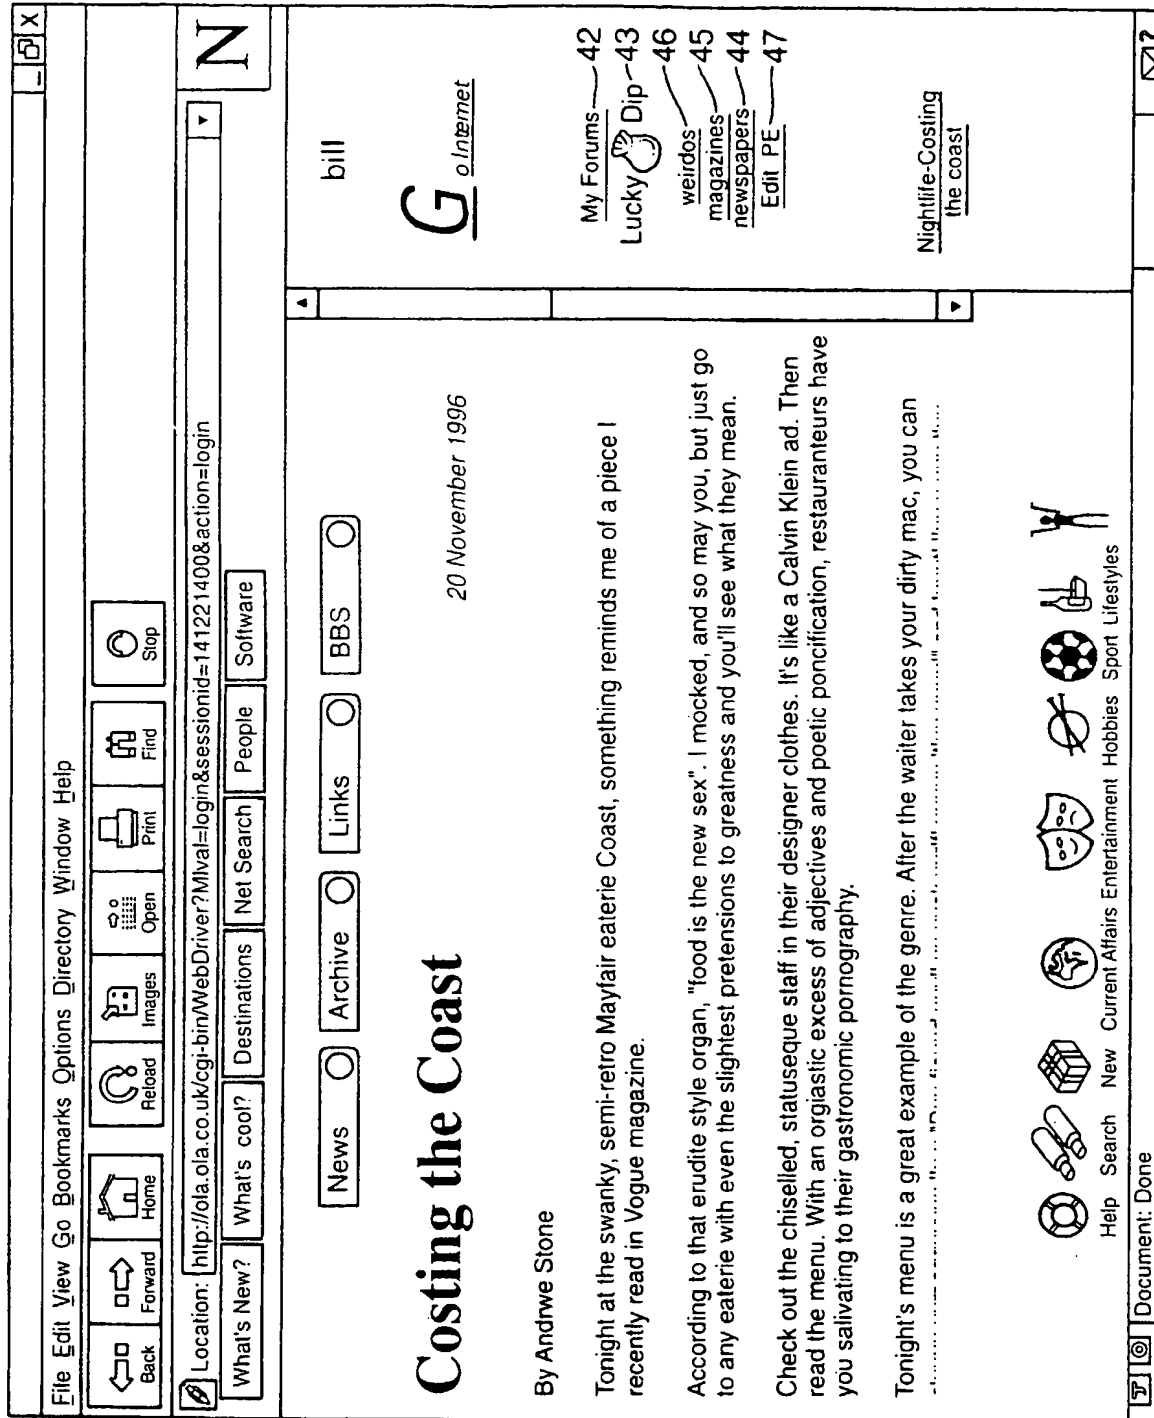 File Edit View Go Bookmarks Options Directory Window Help
Back Forward Home Reload Images Open Print Find Stop
Location: http://ola.ola.co.uk/cgi-bin/WebDriver?MIval=login&sessionid=141221400&action=login
N
What's New? What's cool? Destinations Net Search People Software
News Archive Links BBS
Costing the Coast
20 November 1996
By Andrwe Stone
Tonight at the swanky, semi-retro Mayfair eaterie Coast, something reminds me of a piece I
recently read in Vogue magazine.
According to that erudite style organ, "food is the new sex". I mocked, and so may you, but just go
to any eaterie with even the slightest pretensions to greatness and you'll see what they mean.
Check out the chiselled, statuseque staff in their designer clothes. It's like a Calvin Klein ad. Then
read the menu. With an orgiastic excess of adjectives and poetic poncification, restauranteurs have
you salivating to their gastronomic pornography.
Tonight's menu is a great example of the genre. After the waiter takes your dirty mac, you can
bill
Go Internet
My Forums 42
Lucky Dip 43
weirdos 46
magazines 45
newspapers 44
Edit PE 47
Nightlife-Costing
the coast
Help Search New Current Affairs Entertainment Hobbies Sport Lifestyles
Document: Done
?